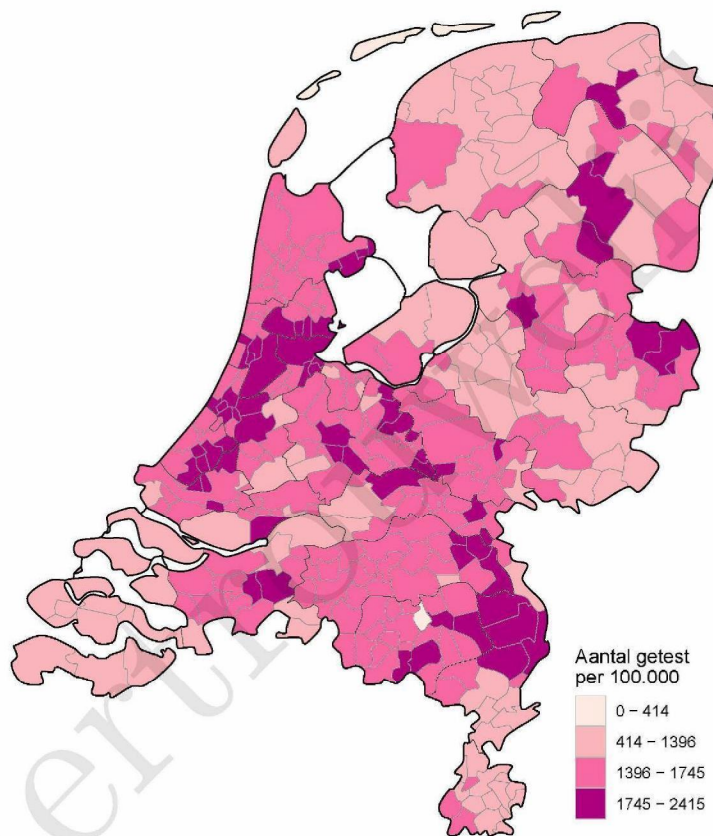 Aantal getest
per 100.000
0 – 414
414 – 1396
1396 – 1745
1745 – 2415